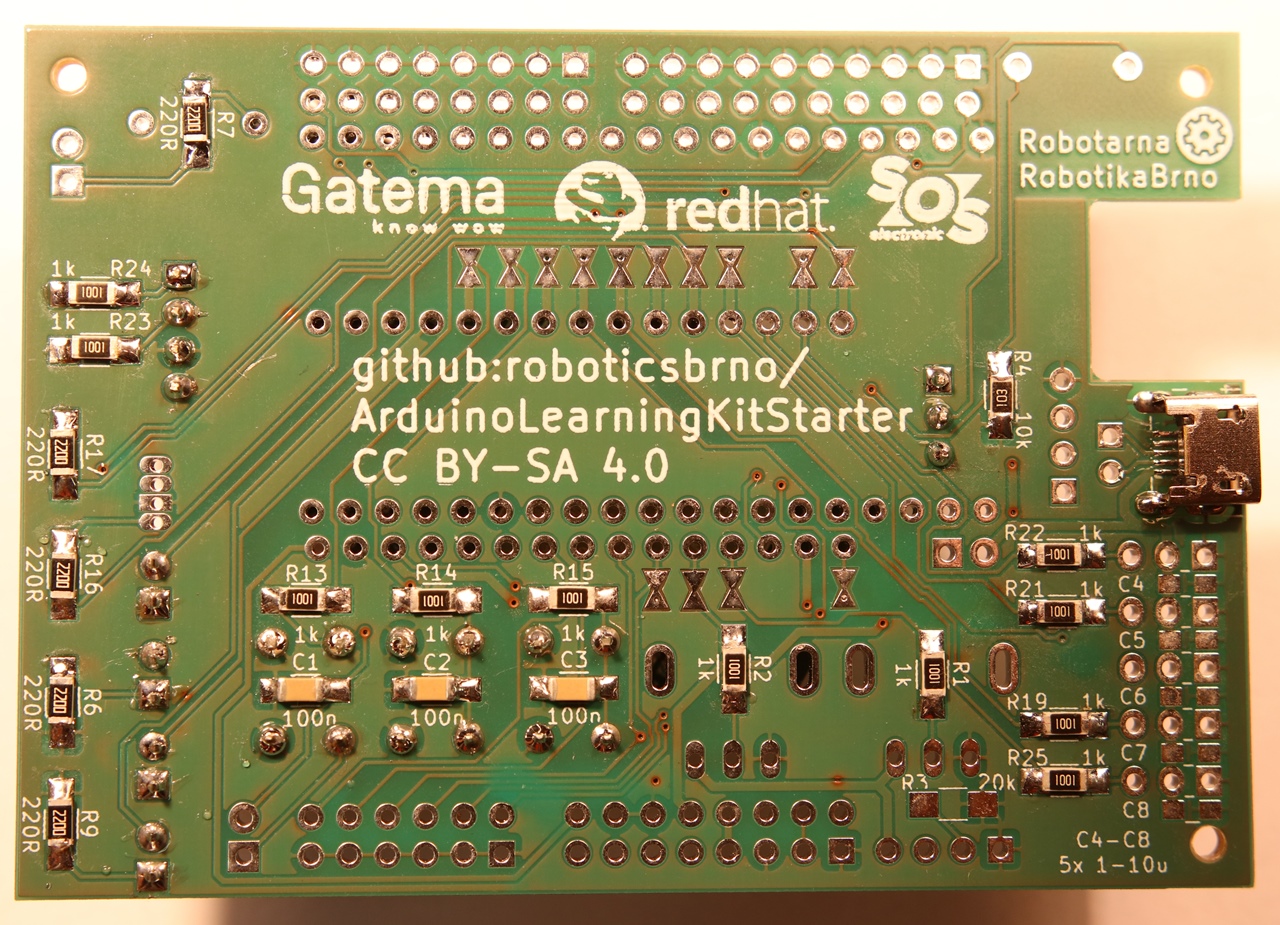 R7
220R
2200
Gatema
know wow
redhat.
SOS
electronic
Robotarna
RobotikaBrno
1k R24
1001
1k R23
1001
github:roboticsbrno/
ArduinoLearningKitStarter
CC BY-SA 4.0
R4
103
10k
- +
R17
2200
220R
R16
2200
220R
R6
2200
220R
R9
2200
220R
R13
1001
1k
C1
100n
R14
1001
1k
C2
100n
R15
1001
1k
C3
100n
R2
1001
1k
R1
1001
1k
R22 1k
1001
C4
R21 1k
1001
C5
C6
R19 1k
1001
C7
R25 1k
1001
R3 20k
C8
C4-C8
5x 1-10u